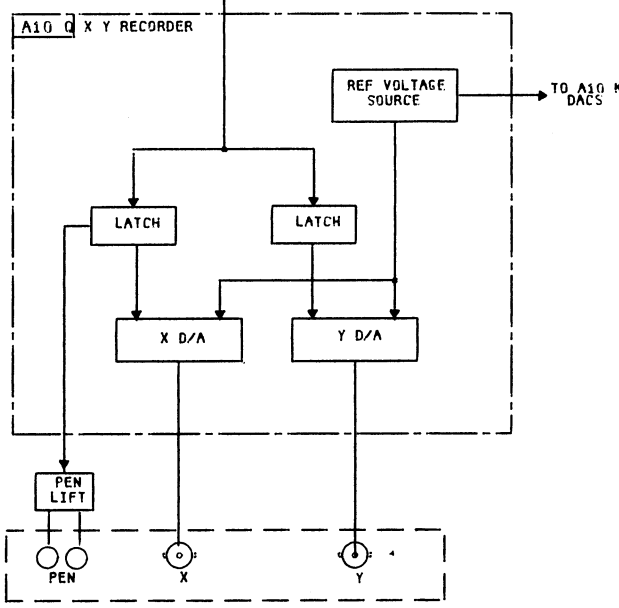 A10 Q X Y RECORDER
REF VOLTAGE
SOURCE
TO A10 K
DACS
LATCH
LATCH
X D/A
Y D/A
PEN
LIFT
PEN
X
Y